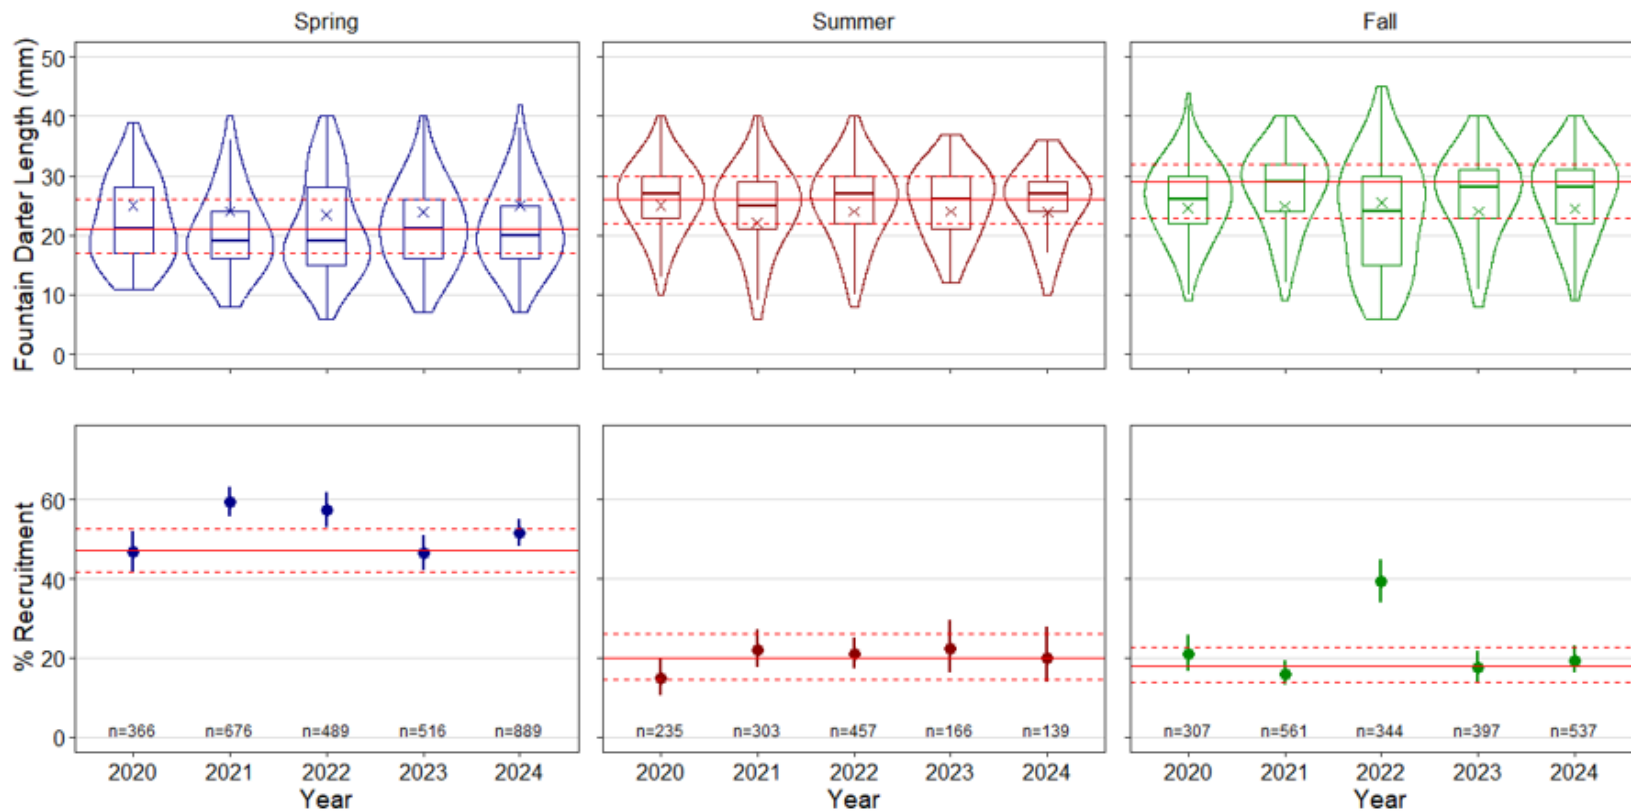 Spring Summer Fall
Fountain Darter Length (mm)
50
40
30
20
10
0
% Recruitment
60
40
20
0
n=366 n=676 n=489 n=516 n=889 n=235 n=303 n=457 n=166 n=139 n=307 n=561 n=344 n=397 n=537
2020 2021 2022 2023 2024 2020 2021 2022 2023 2024 2020 2021 2022 2023 2024
Year Year Year